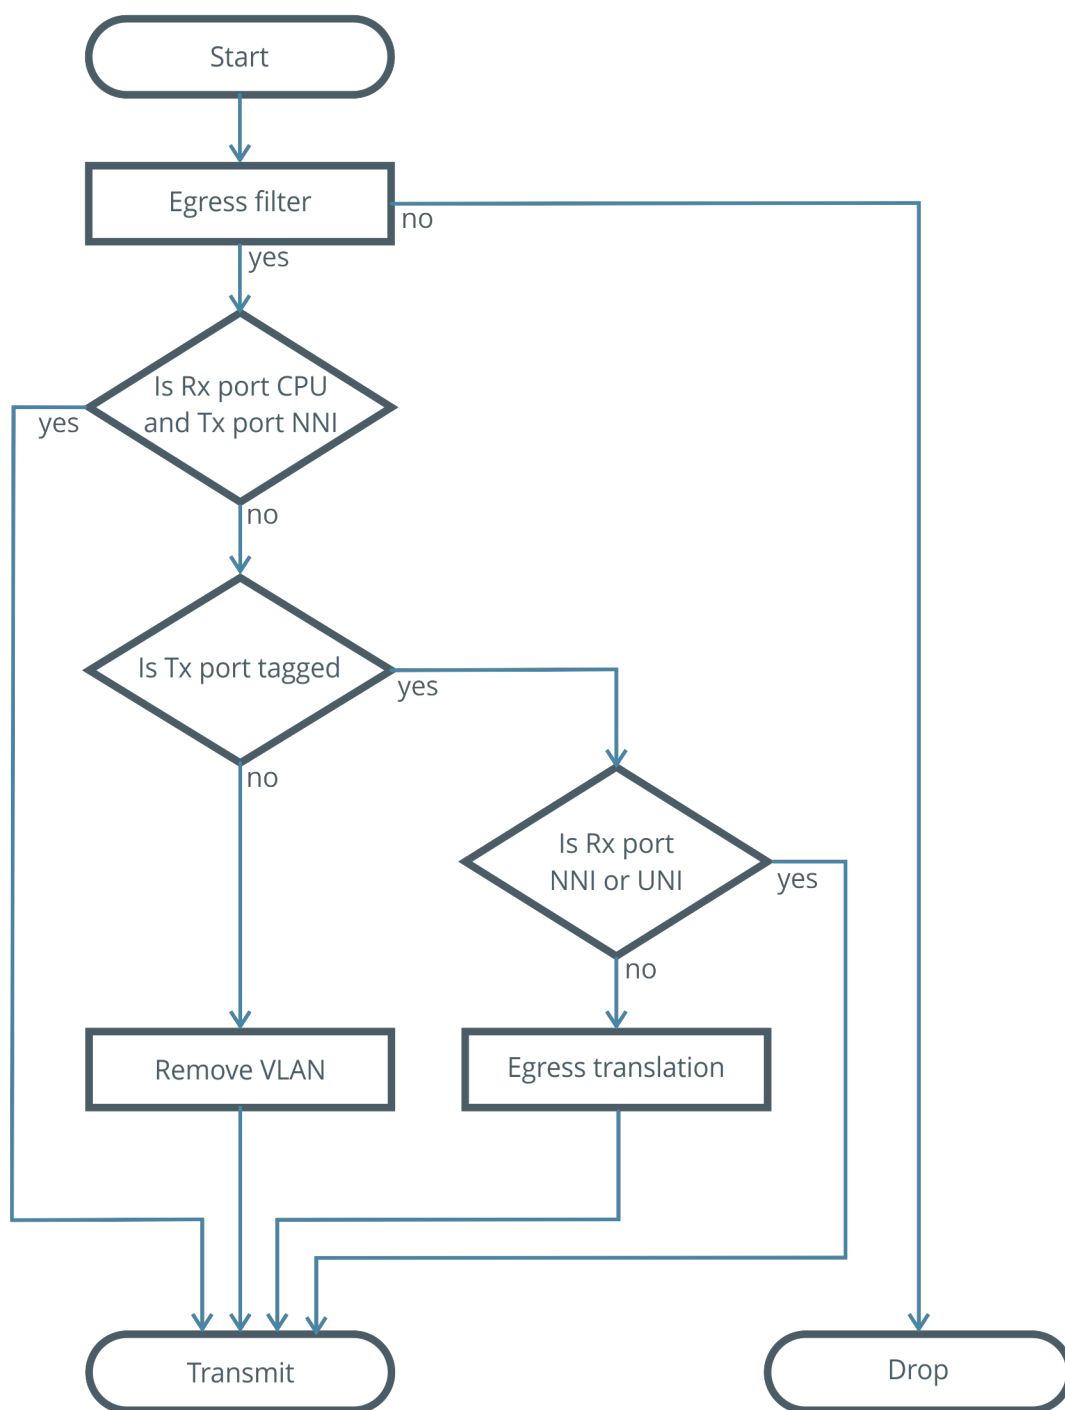 Start
Egress filter
no
yes
Is Rx port CPU
and Tx port NNI
yes
no
Is Tx port tagged
yes
no
Is Rx port
NNI or UNI
yes
no
Remove VLAN
Egress translation
Transmit
Drop